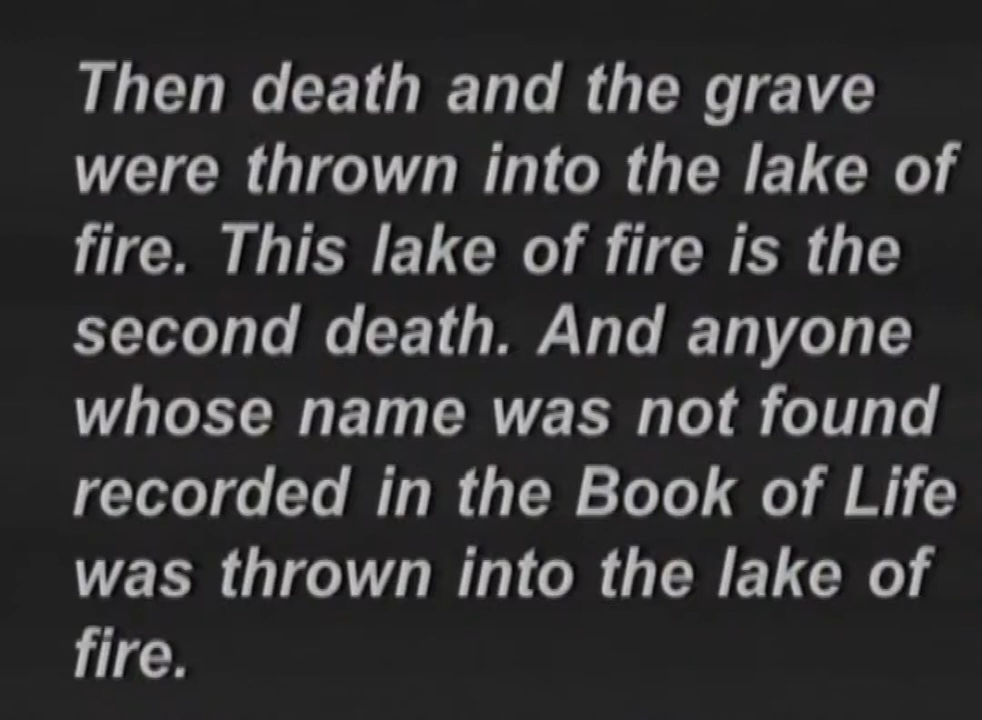 Then death and the grave
were thrown into the lake of
fire. This lake of fire is the
second death. And anyone
whose name was not found
recorded in the Book of Life
was thrown into the lake of
fire.